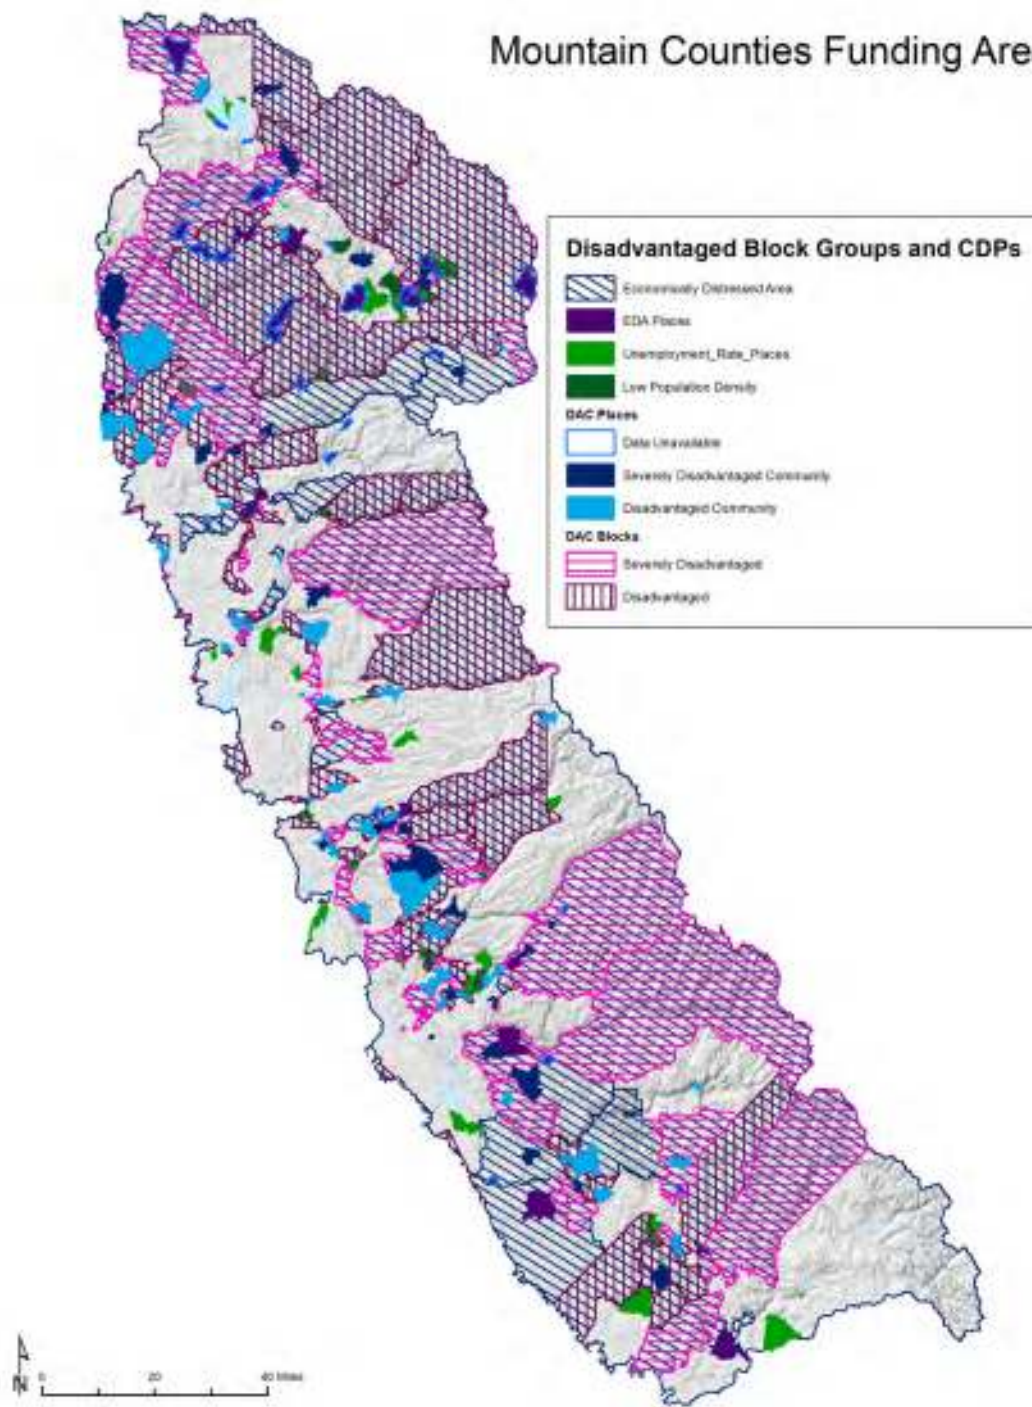 Mountain Counties Funding Are
Disadvantaged Block Groups and CDPs
Economically Distressed Area
EDA Places
Unemployment_Rate_Places
Low Population Density
DAC Places
Data Unavailable
Severely Disadvantaged Community
Disadvantaged Community
DAC Blocks
Severely Disadvantaged
Disadvantaged
N
0 20 40 Miles